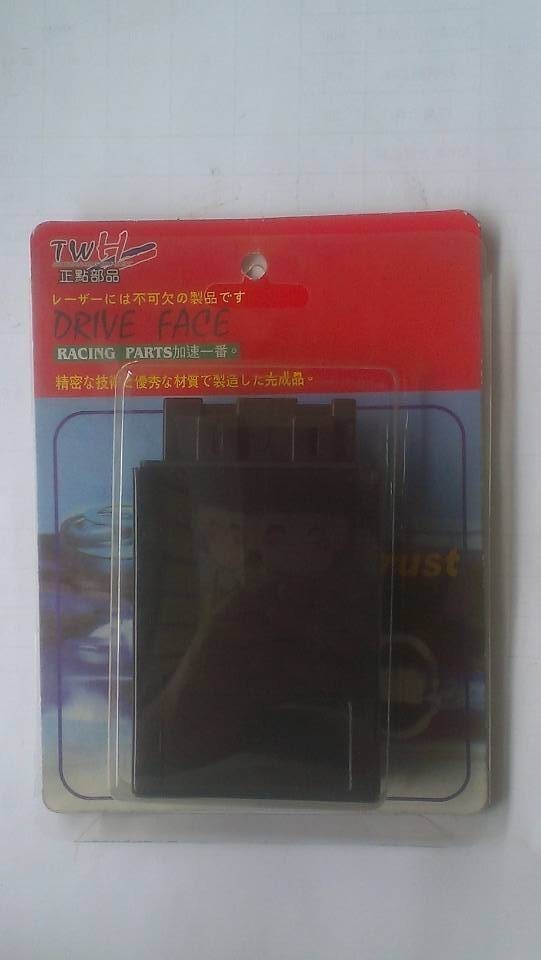 TWH
正點部品
レーザーには不可欠の製品です
DRIVE FACE
RACING PARTS加速一番。
精密な技術と優秀な材質で製造した完成品。
rust